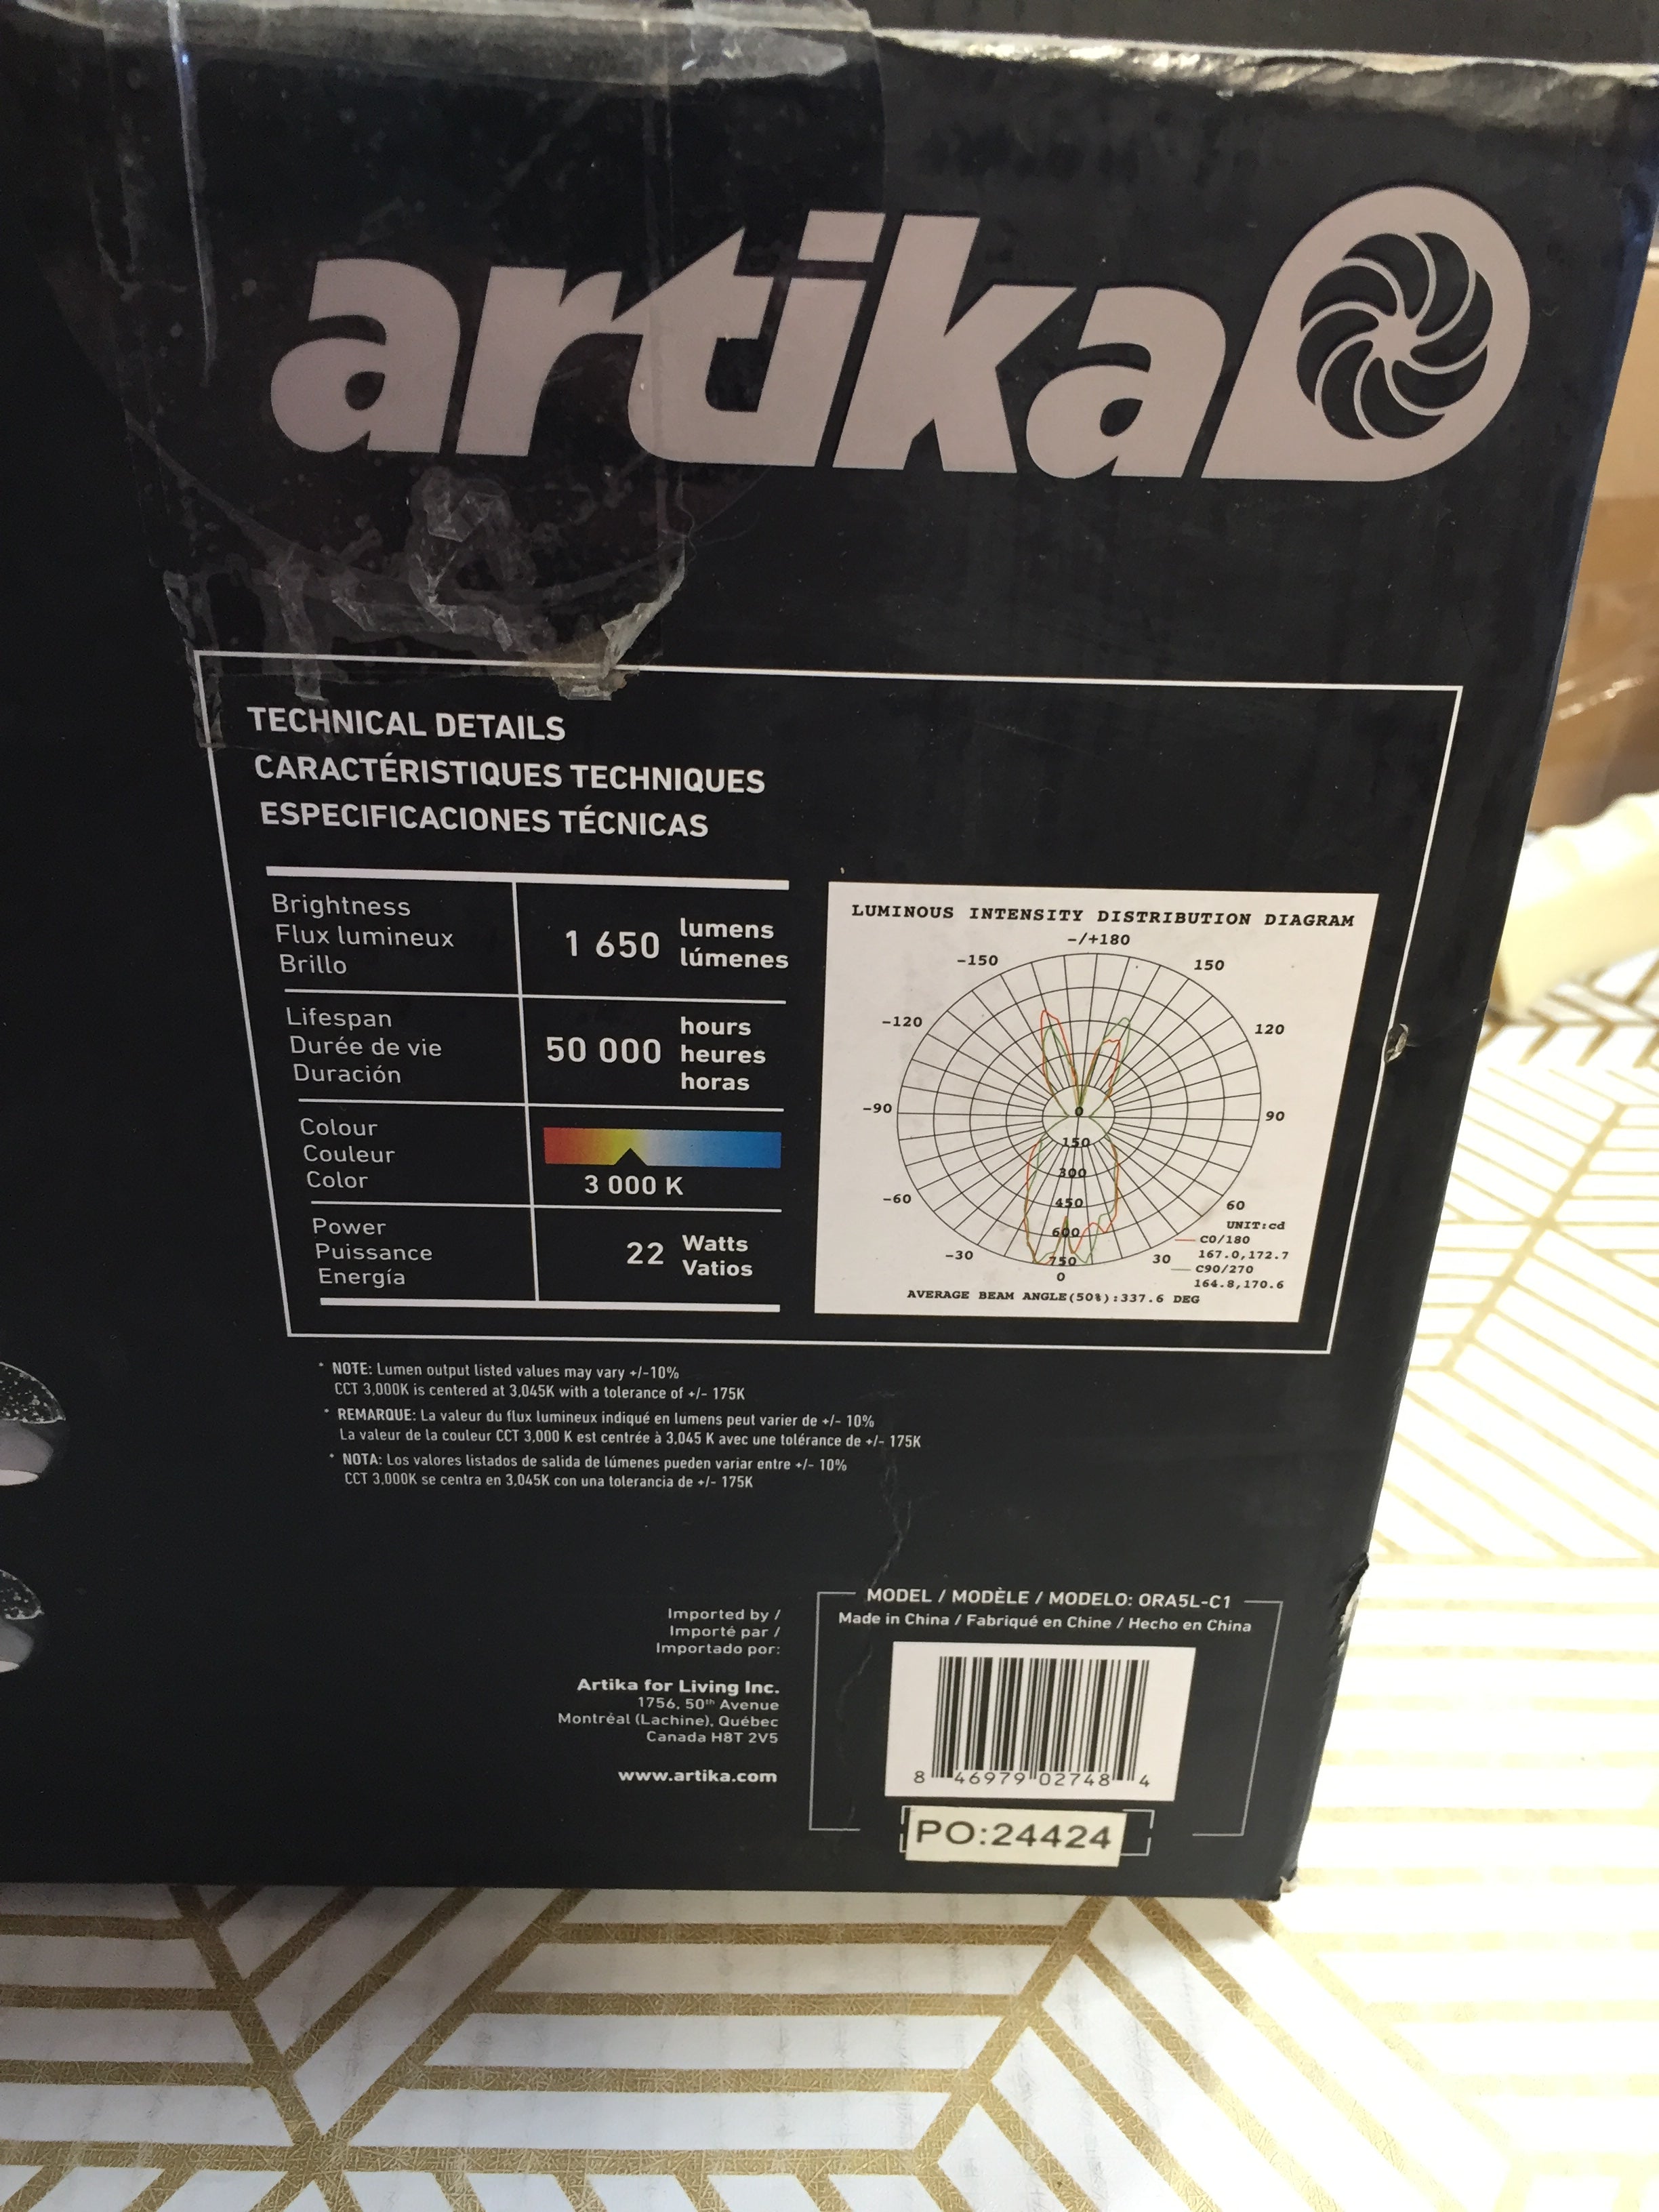 artika
TECHNICAL DETAILS
CARACTÉRISTIQUES TECHNIQUES
ESPECIFICACIONES TÉCNICAS
Brightness
Flux lumineux
Brillo
1 650 lumens
lúmenes
Lifespan
Durée de vie
Duración
50 000 hours
heures
horas
Colour
Couleur
Color
3 000 K
Power
Puissance
Energía
22 Watts
Vatios
LUMINOUS INTENSITY DISTRIBUTION DIAGRAM
-/+180
-150 150
-120 120
-90 90
-60 60
-30 30
0
0
150
300
450
600
750
UNIT:cd
C0/180
167.0,172.7
C90/270
164.8,170.6
AVERAGE BEAM ANGLE(50%):337.6 DEG
* NOTE: Lumen output listed values may vary +/-10%
CCT 3,000K is centered at 3,045K with a tolerance of +/- 175K
* REMARQUE: La valeur du flux lumineux indiqué en lumens peut varier de +/- 10%
La valeur de la couleur CCT 3,000 K est centrée à 3,045 K avec une tolérance de +/- 175K
* NOTA: Los valores listados de salida de lúmenes pueden variar entre +/- 10%
CCT 3,000K se centra en 3,045K con una tolerancia de +/- 175K
Imported by /
Importé par /
Importado por:
Artika for Living Inc.
1756, 50th Avenue
Montréal (Lachine), Québec
Canada H8T 2V5
www.artika.com
MODEL / MODÈLE / MODELO: ORA5L-C1
Made in China / Fabriqué en Chine / Hecho en China
8 46979 02748 4
PO:24424